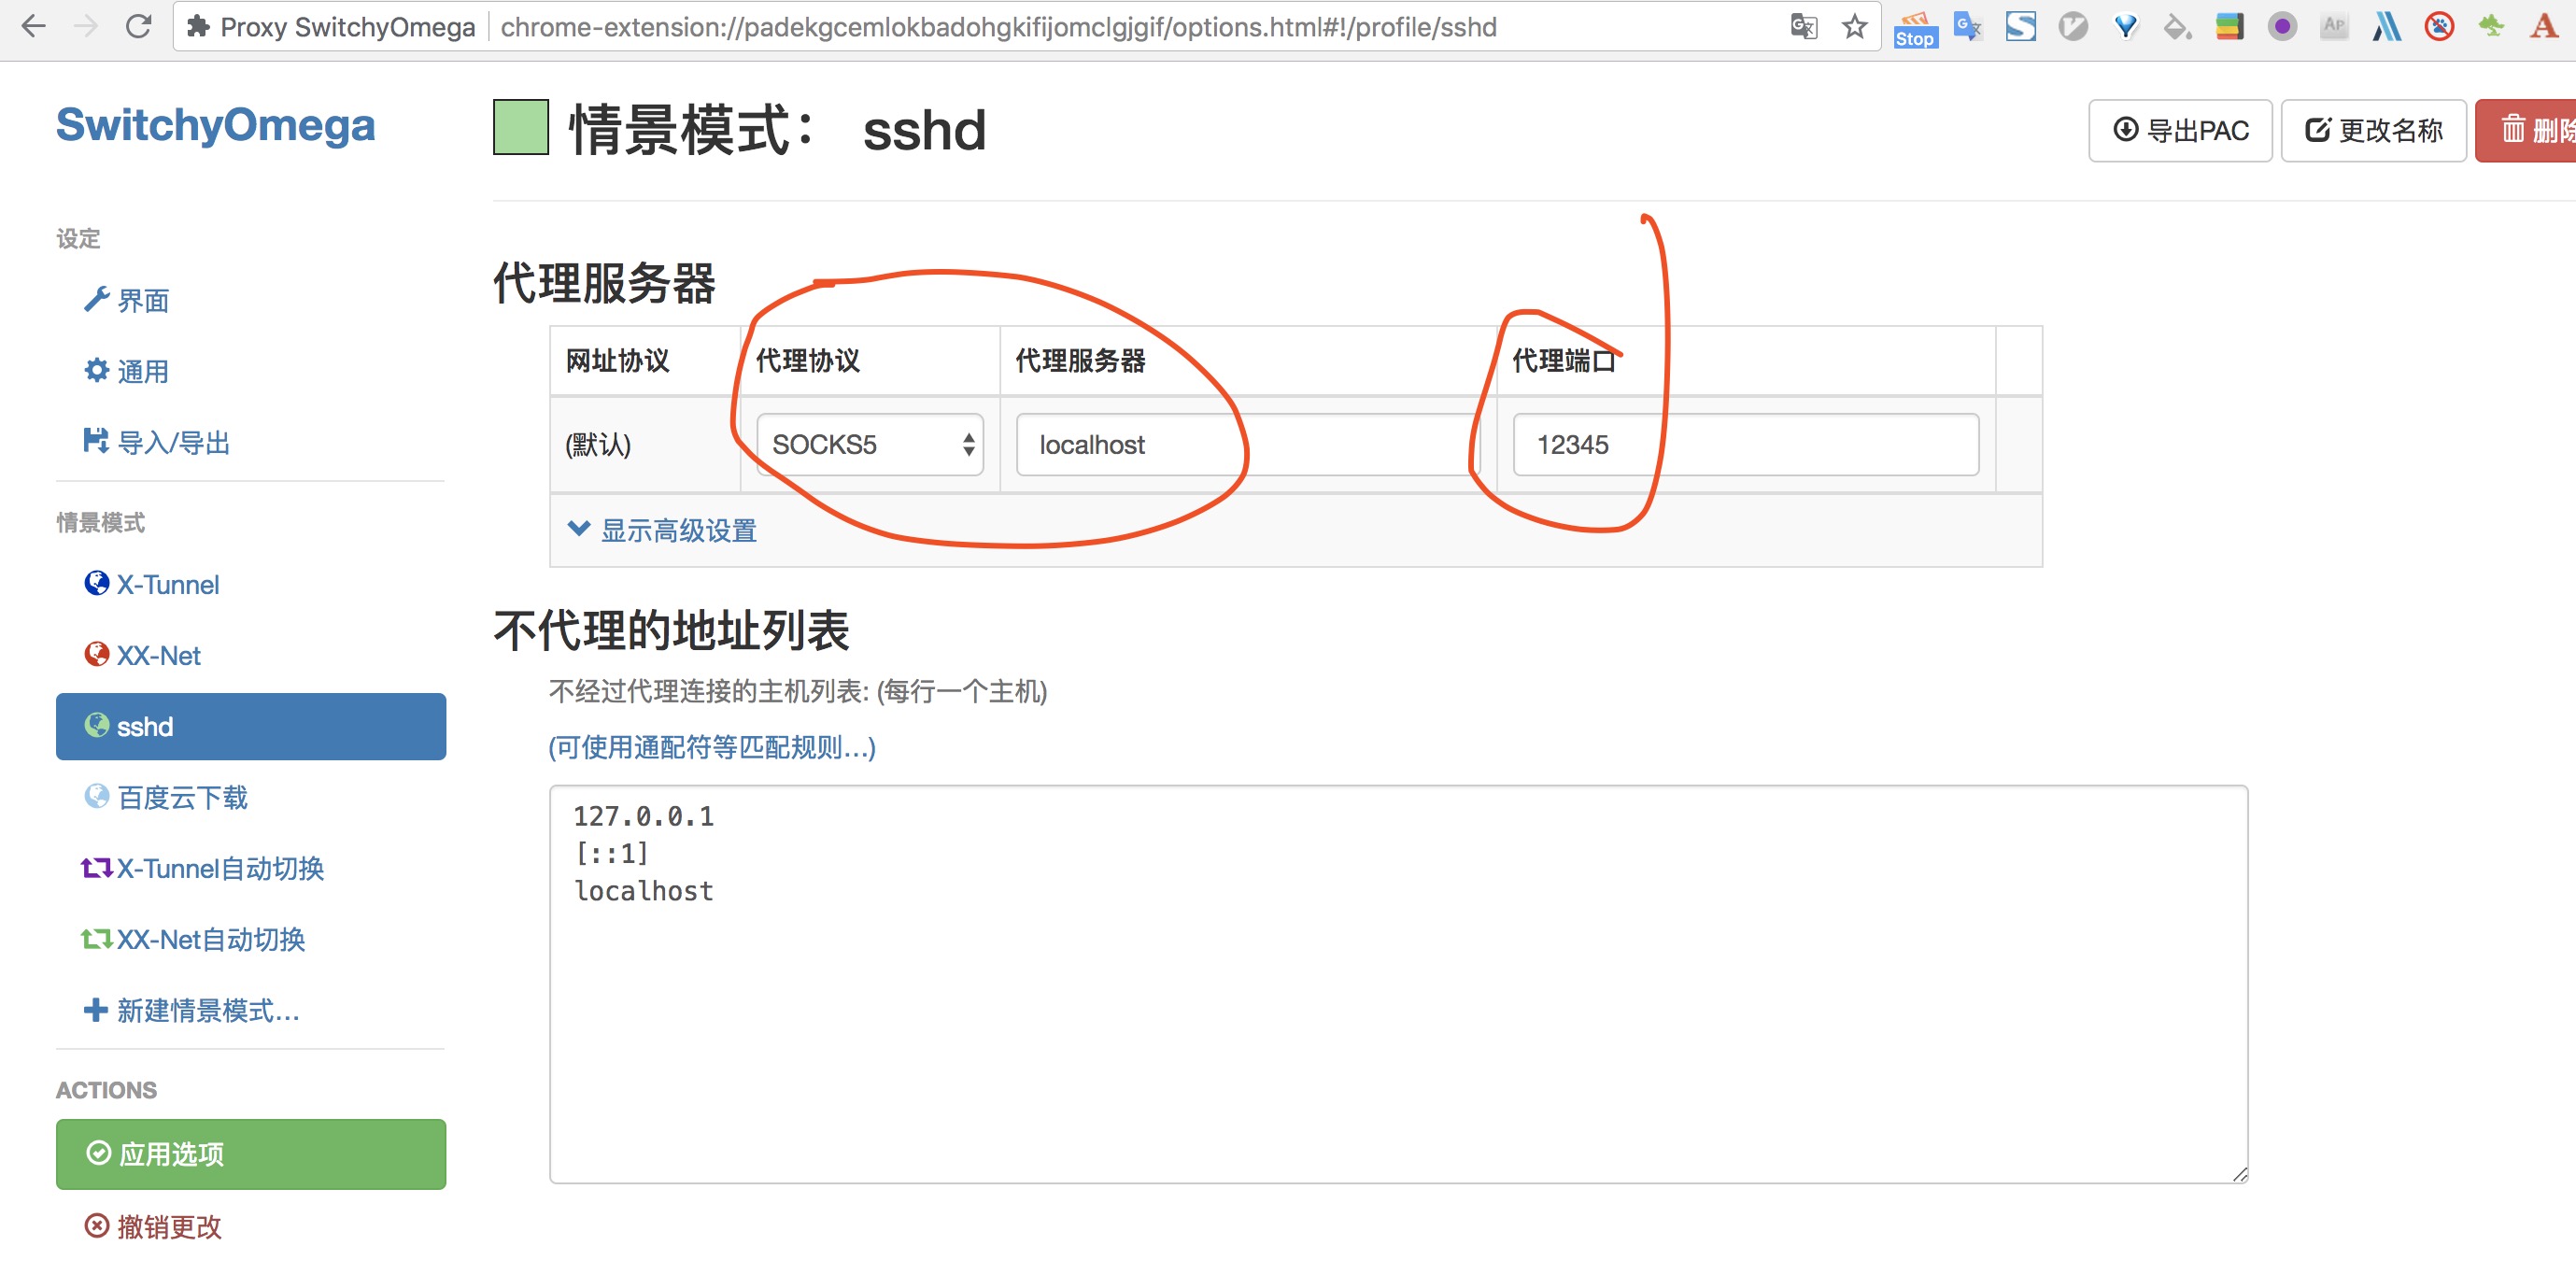 Proxy SwitchyOmega chrome-extension://padekgcemlokbadohgkifijomclgjgif/options.html#!/profile/sshd
Stop
AP
SwitchyOmega
情景模式： sshd
导出PAC
更改名称
删除
设定
界面
通用
导入/导出
情景模式
X-Tunnel
XX-Net
sshd
百度云下载
X-Tunnel自动切换
XX-Net自动切换
新建情景模式...
ACTIONS
应用选项
撤销更改
代理服务器
网址协议 代理协议 代理服务器 代理端口
(默认) SOCKS5 localhost 12345
显示高级设置
不代理的地址列表
不经过代理连接的主机列表: (每行一个主机)
(可使用通配符等匹配规则...)
127.0.0.1
[::1]
localhost